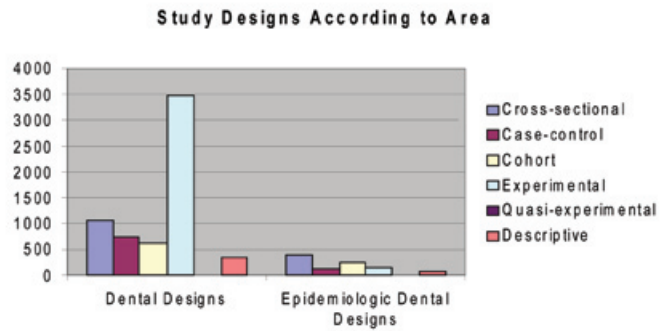 Study Designs According to Area
4000
3500
3000
2500
2000
1500
1000
500
0
Dental Designs
Epidemiologic Dental
Designs
Cross-sectional
Case-control
Cohort
Experimental
Quasi-experimental
Descriptive